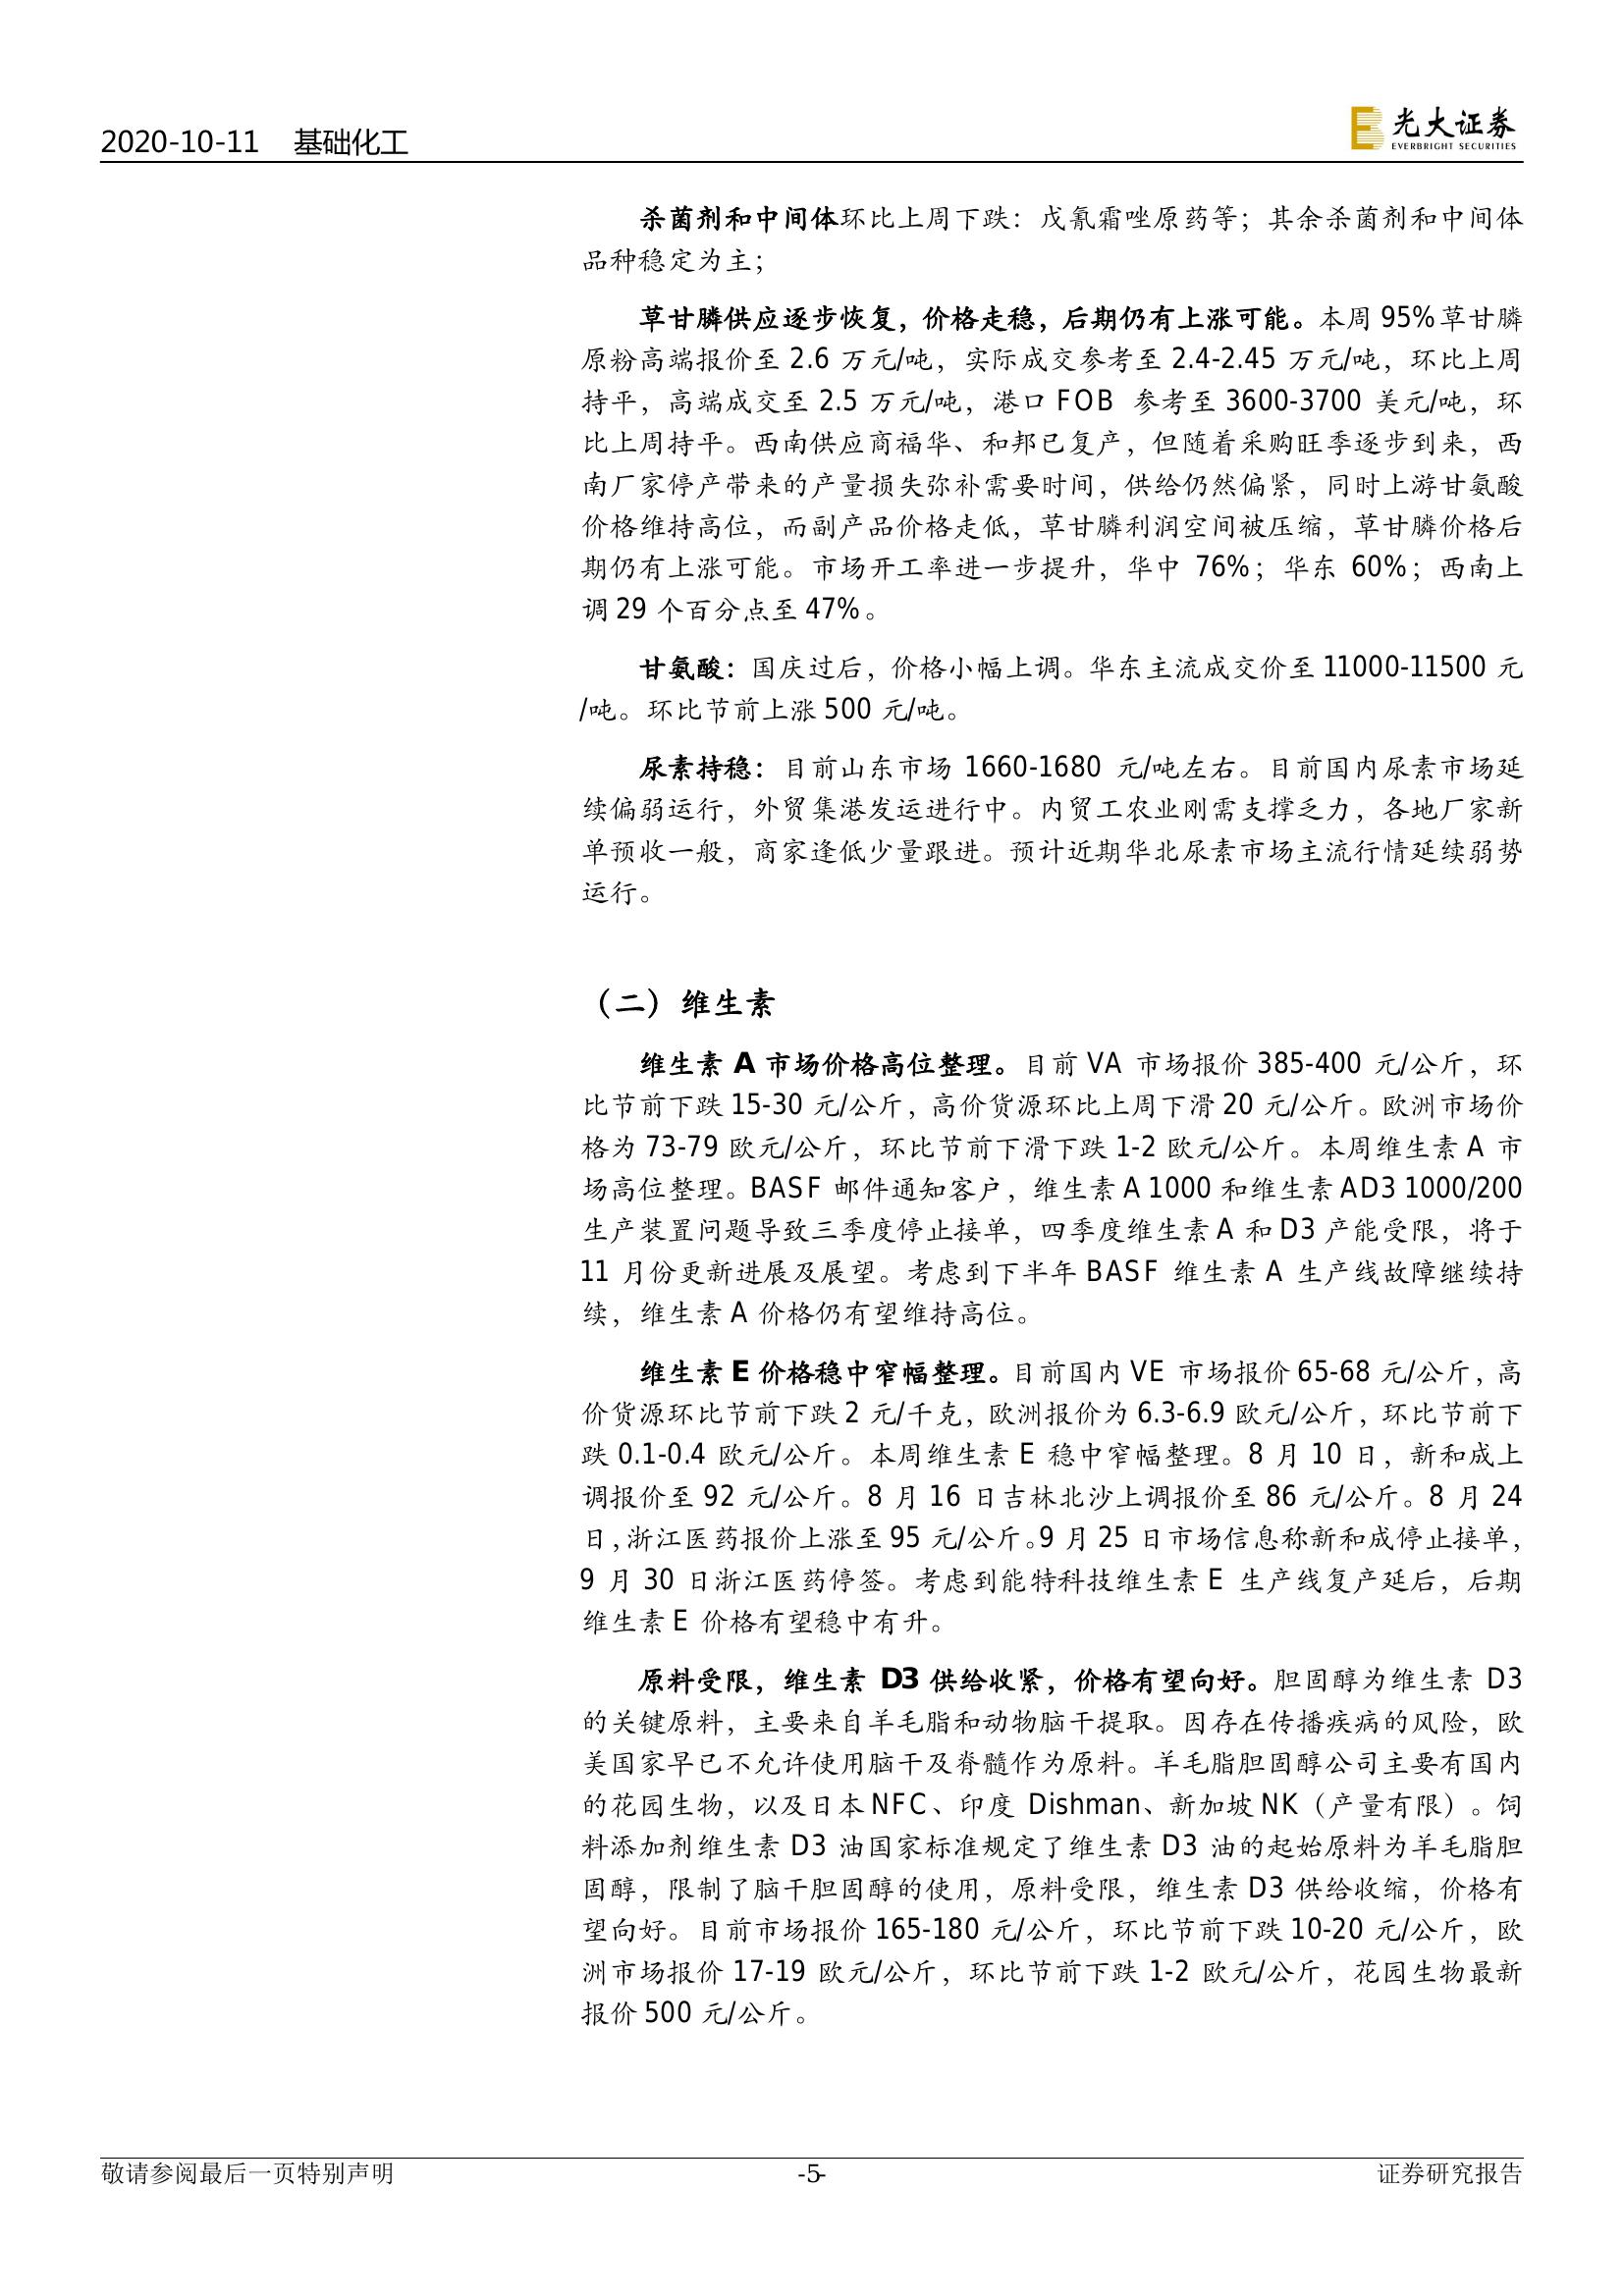 2020-10-11 基础化工
光大证券
EVERBRIGHT SECURITIES
杀菌剂和中间体环比上周下跌：戊氰霜唑原药等；其余杀菌剂和中间体
品种稳定为主；
草甘膦供应逐步恢复，价格走稳，后期仍有上涨可能。本周 95%草甘膦
原粉高端报价至 2.6 万元/吨，实际成交参考至 2.4-2.45 万元/吨，环比上周
持平，高端成交至 2.5 万元/吨，港口 FOB 参考至 3600-3700 美元/吨，环
比上周持平。西南供应商福华、和邦已复产，但随着采购旺季逐步到来，西
南厂家停产带来的产量损失弥补需要时间，供给仍然偏紧，同时上游甘氨酸
价格维持高位，而副产品价格走低，草甘膦利润空间被压缩，草甘膦价格后
期仍有上涨可能。市场开工率进一步提升，华中 76%；华东 60%；西南上
调 29 个百分点至 47%。
甘氨酸：国庆过后，价格小幅上调。华东主流成交价至 11000-11500 元
/吨。环比节前上涨 500 元/吨。
尿素持稳：目前山东市场 1660-1680 元/吨左右。目前国内尿素市场延
续偏弱运行，外贸集港发运进行中。内贸工农业刚需支撑乏力，各地厂家新
单预收一般，商家逢低少量跟进。预计近期华北尿素市场主流行情延续弱势
运行。
（二）维生素
维生素 A 市场价格高位整理。目前 VA 市场报价 385-400 元/公斤，环
比节前下跌 15-30 元/公斤，高价货源环比上周下滑 20 元/公斤。欧洲市场价
格为 73-79 欧元/公斤，环比节前下滑下跌 1-2 欧元/公斤。本周维生素 A 市
场高位整理。BASF 邮件通知客户，维生素 A 1000 和维生素 AD3 1000/200
生产装置问题导致三季度停止接单，四季度维生素 A 和 D3 产能受限，将于
11 月份更新进展及展望。考虑到下半年 BASF 维生素 A 生产线故障继续持
续，维生素 A 价格仍有望维持高位。
维生素 E 价格稳中窄幅整理。目前国内 VE 市场报价 65-68 元/公斤，高
价货源环比节前下跌 2 元/千克，欧洲报价为 6.3-6.9 欧元/公斤，环比节前下
跌 0.1-0.4 欧元/公斤。本周维生素 E 稳中窄幅整理。8 月 10 日，新和成上
调报价至 92 元/公斤。8 月 16 日吉林北沙上调报价至 86 元/公斤。8 月 24
日，浙江医药报价上涨至 95 元/公斤。9 月 25 日市场信息称新和成停止接单，
9 月 30 日浙江医药停签。考虑到能特科技维生素 E 生产线复产延后，后期
维生素 E 价格有望稳中有升。
原料受限，维生素 D3 供给收紧，价格有望向好。胆固醇为维生素 D3
的关键原料，主要来自羊毛脂和动物脑干提取。因存在传播疾病的风险，欧
美国家早已不允许使用脑干及脊髓作为原料。羊毛脂胆固醇公司主要有国内
的花园生物，以及日本 NFC、印度 Dishman、新加坡 NK（产量有限）。饲
料添加剂维生素 D3 油国家标准规定了维生素 D3 油的起始原料为羊毛脂胆
固醇，限制了脑干胆固醇的使用，原料受限，维生素 D3 供给收缩，价格有
望向好。目前市场报价 165-180 元/公斤，环比节前下跌 10-20 元/公斤，欧
洲市场报价 17-19 欧元/公斤，环比节前下跌 1-2 欧元/公斤，花园生物最新
报价 500 元/公斤。
敬请参阅最后一页特别声明
-5-
证券研究报告